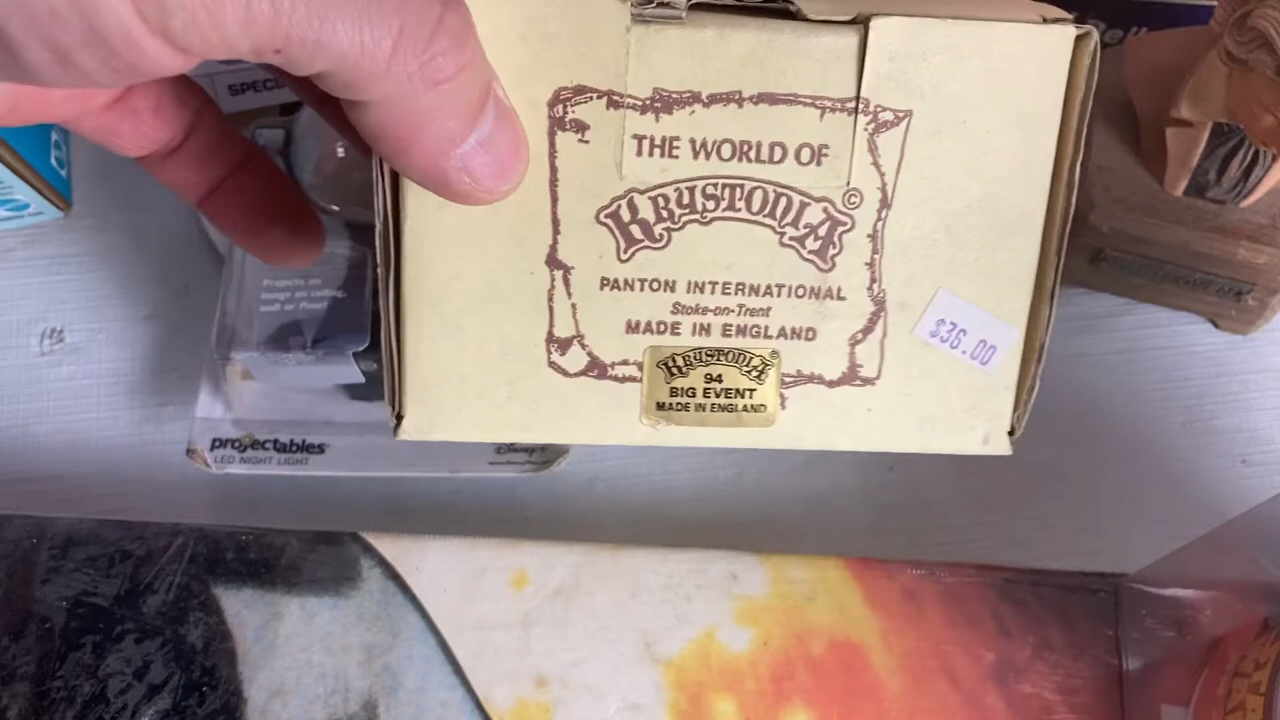 THE WORLD OF
KRYSTONIA ©
PANTON INTERNATIONAL
Stoke-on-Trent
MADE IN ENGLAND
KRYSTONIA ©
94
BIG EVENT
MADE IN ENGLAND
$36.00
Projects an
image on ceiling,
wall or floor!
projectables
LED NIGHT LIGHT
Disney